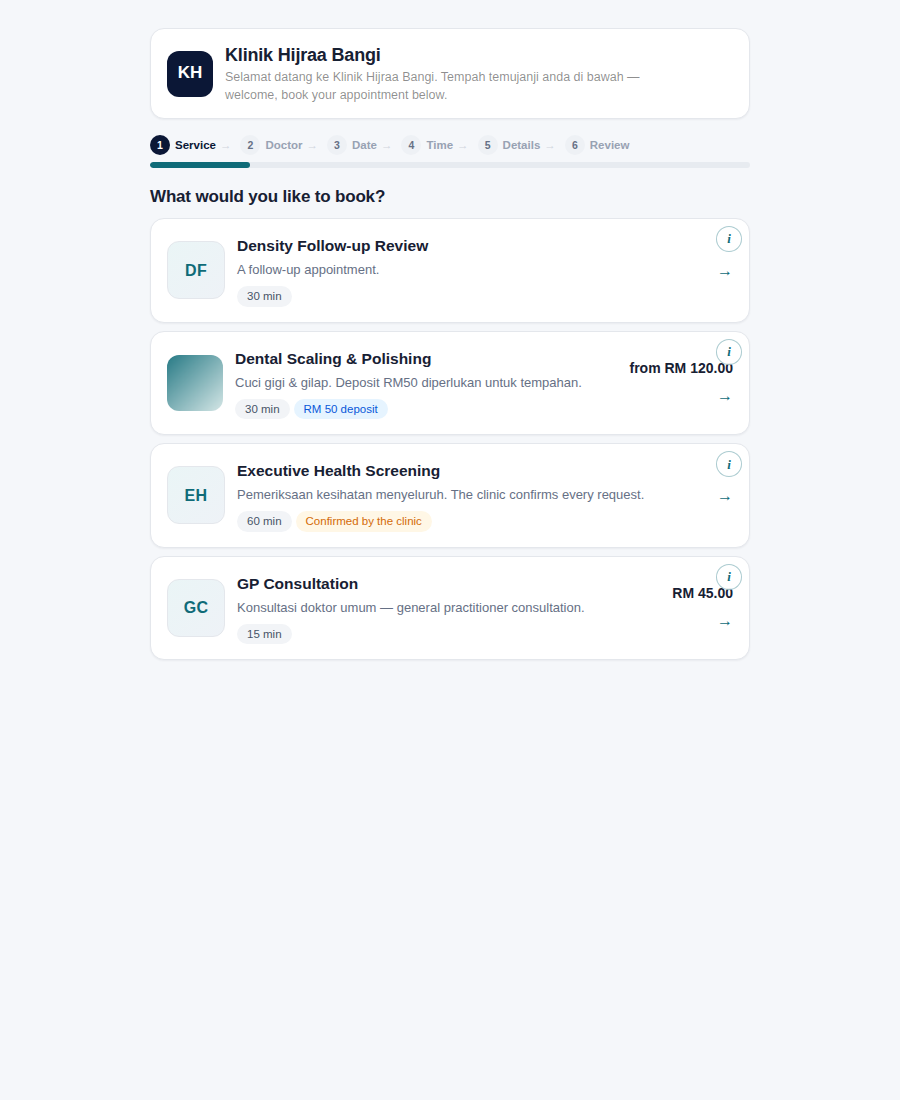 KH
Klinik Hijraa Bangi
Selamat datang ke Klinik Hijraa Bangi. Tempah temujanji anda di bawah —
welcome, book your appointment below.
1 Service → 2 Doctor → 3 Date → 4 Time → 5 Details → 6 Review
What would you like to book?
DF
Density Follow-up Review
i
A follow-up appointment.
→
30 min
Dental Scaling & Polishing
i
from RM 120.00
Cuci gigi & gilap. Deposit RM50 diperlukan untuk tempahan.
→
30 min RM 50 deposit
EH
Executive Health Screening
i
Pemeriksaan kesihatan menyeluruh. The clinic confirms every request.
→
60 min Confirmed by the clinic
GC
GP Consultation
i
RM 45.00
Konsultasi doktor umum — general practitioner consultation.
→
15 min